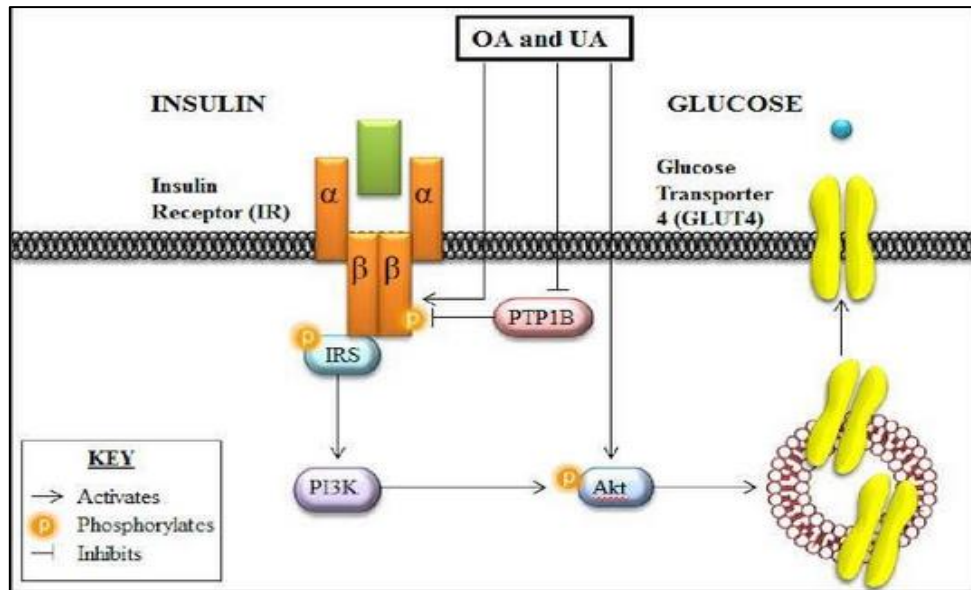 OA and UA
INSULIN
GLUCOSE
Insulin
Receptor (IR)
α
α
β
β
Glucose
Transporter
4 (GLUT4)
p
PTP1B
p
IRS
PI3K
p
Akt
KEY
Activates
p
Phosphorylates
Inhibits